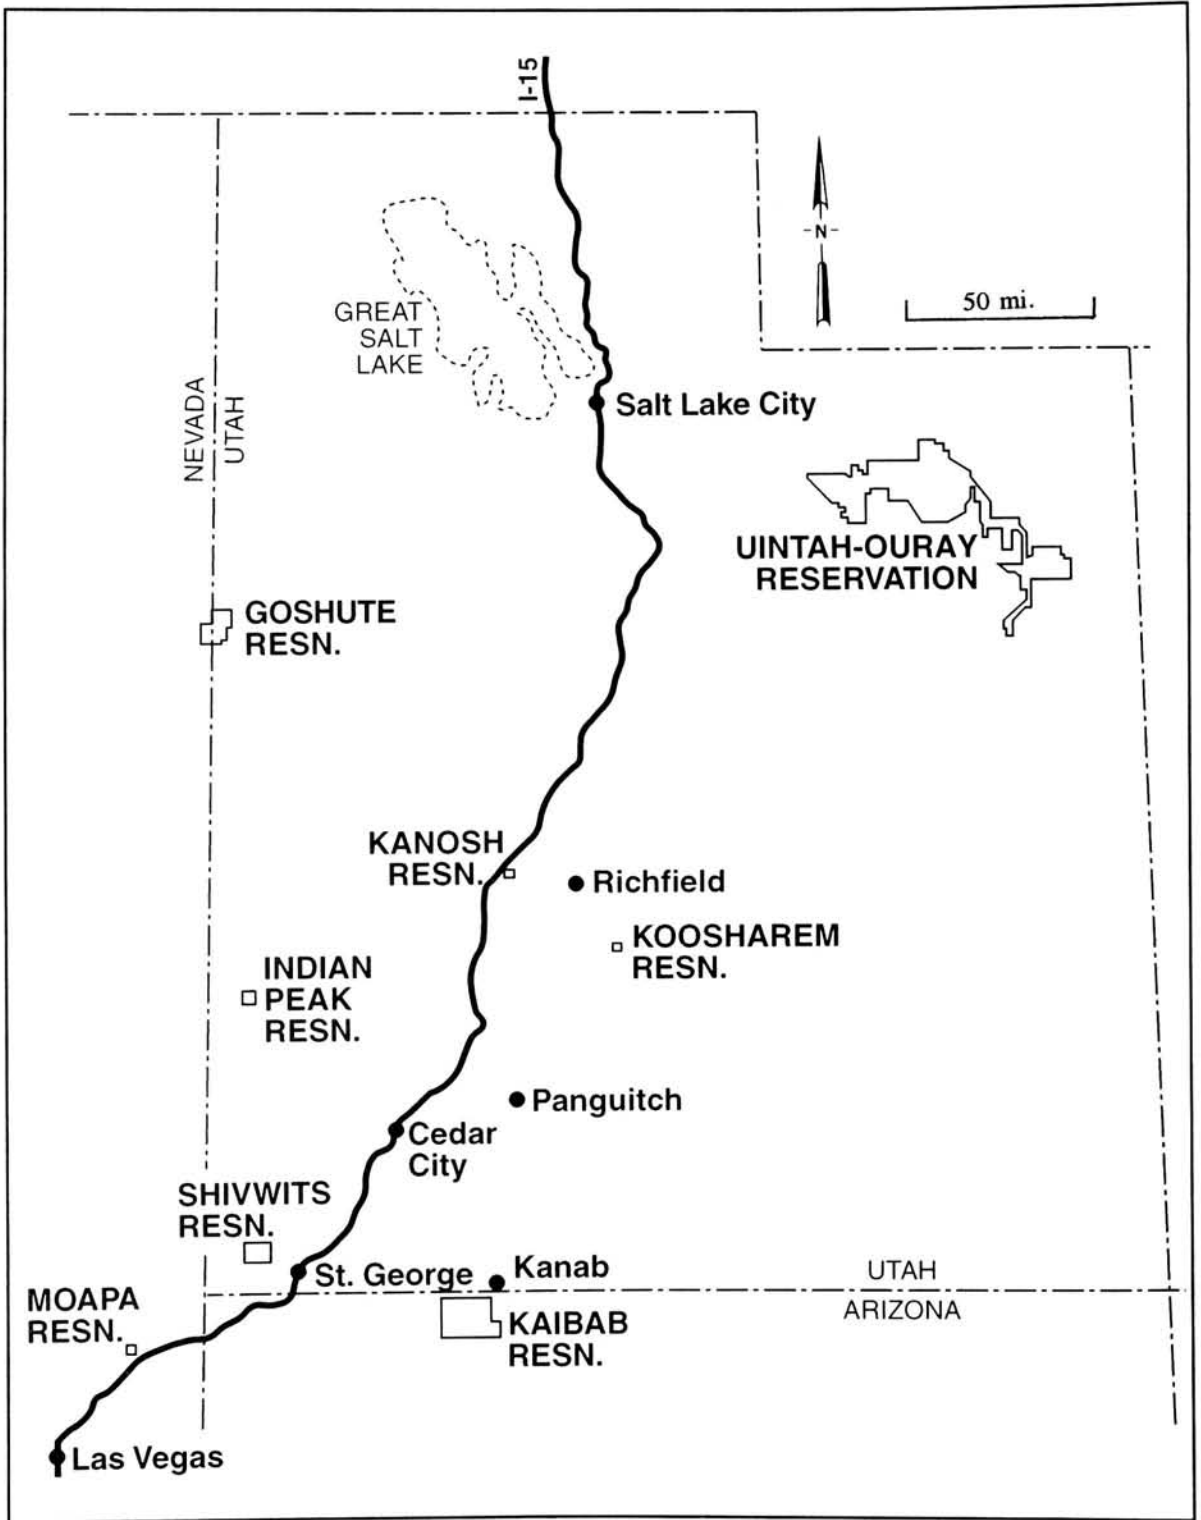 I-15
-N-
50 mi.
GREAT
SALT
LAKE
NEVADA
UTAH
Salt Lake City
UINTAH-OURAY
RESERVATION
GOSHUTE
RESN.
KANOSH
RESN.
Richfield
KOOSHAREM
RESN.
INDIAN
PEAK
RESN.
Panguitch
Cedar
City
SHIVWITS
RESN.
St. George
Kanab
UTAH
ARIZONA
MOAPA
RESN.
KAIBAB
RESN.
Las Vegas